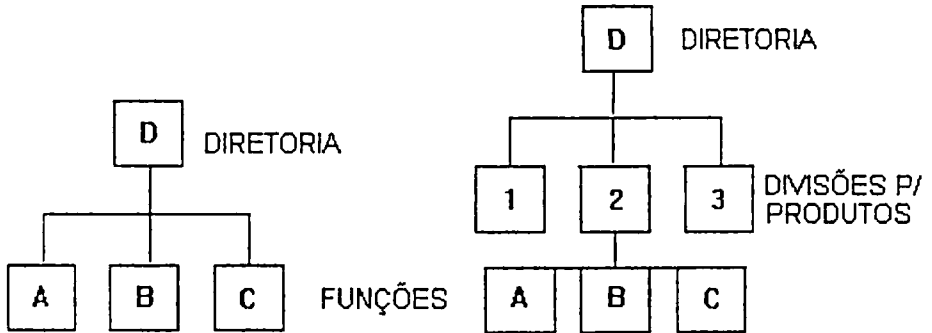 D DIRETORIA
A B C FUNÇÕES
D DIRETORIA
1 2 3 DIVISÕES P/
PRODUTOS
A B C